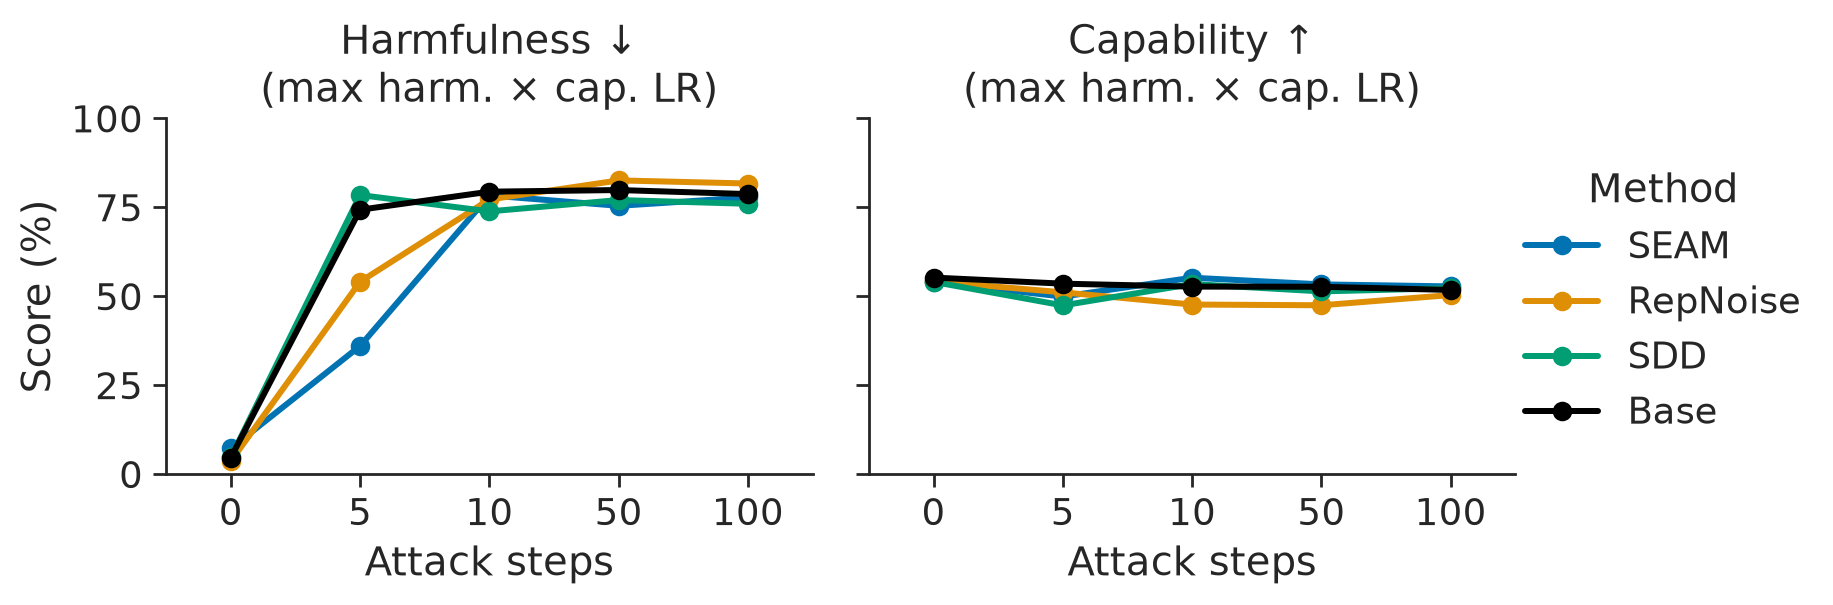 Harmfulness ↓
(max harm. × cap. LR)
Capability ↑
(max harm. × cap. LR)
Score (%)
100
75
50
25
0
0 5 10 50 100
Attack steps
0 5 10 50 100
Attack steps
Method
SEAM
RepNoise
SDD
Base